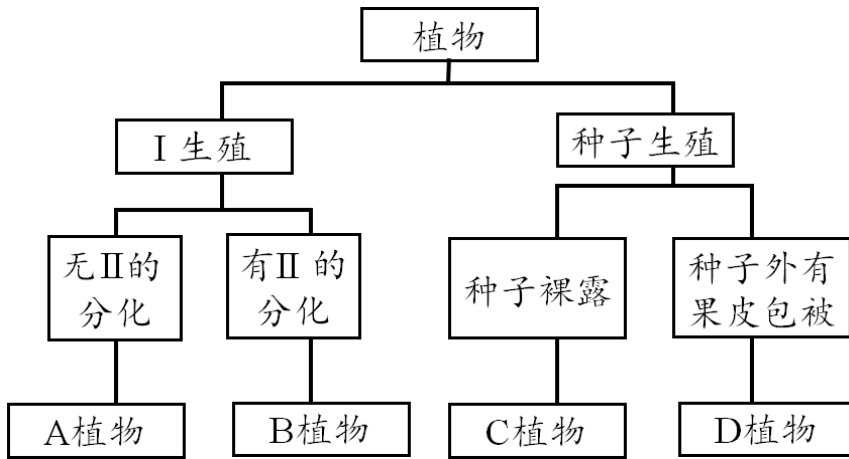 植物
I 生殖
种子生殖
无II的
分化
有II 的
分化
种子裸露
种子外有
果皮包被
A植物
B植物
C植物
D植物